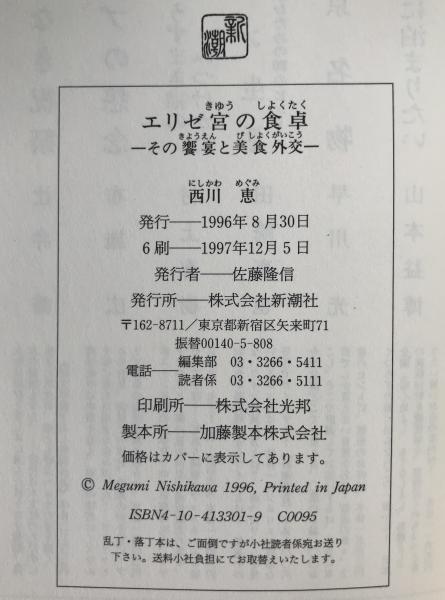 新潮
きゆう しよくたく
エリゼ宮の食卓
きようえん び しよくがいこう
―その饗宴と美食外交―
にしかわ めぐみ
西川 恵
発行――1996年8月30日
6刷――1997年12月5日
発行者――佐藤隆信
発行所――株式会社新潮社
〒162-8711/東京都新宿区矢来町71
振替00140-5-808
電話――編集部 03・3266・5411
読者係 03・3266・5111
印刷所――株式会社光邦
製本所――加藤製本株式会社
価格はカバーに表示してあります。
© Megumi Nishikawa 1996, Printed in Japan
ISBN4-10-413301-9 C0095
乱丁・落丁本は、ご面倒ですが小社読者係宛お送り
下さい。送料小社負担にてお取替えいたします。